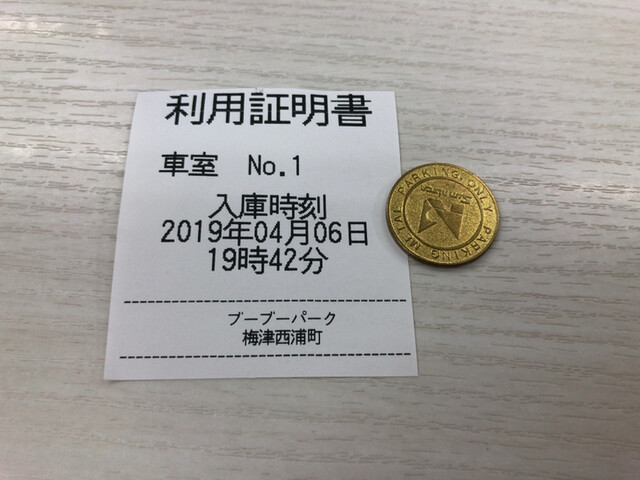 利用証明書
車室 No.1
入庫時刻
2019年04月06日
19時42分
ブーブーパーク
梅津西浦町
METAL PARKING ONLY PARKING